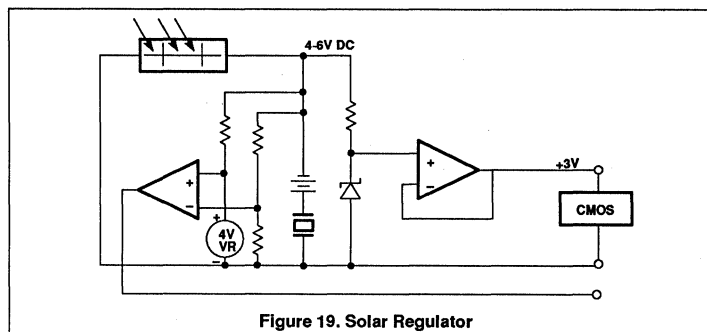 4-6V DC
+
−
+
4V
VR
−
+
−
+3V
CMOS
Figure 19. Solar Regulator